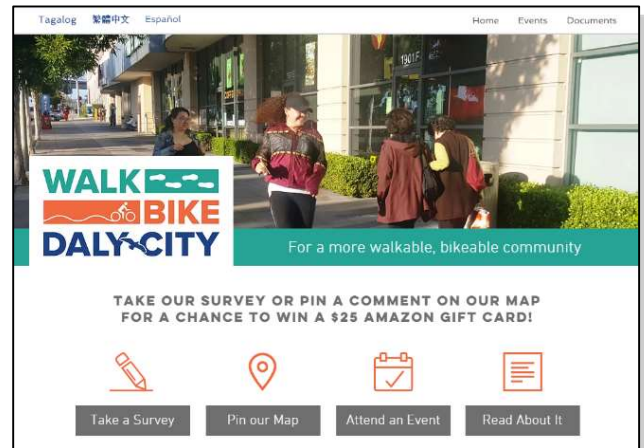 Tagalog 繁體中文 Español Home Events Documents
1901F
WALK
BIKE
DALY CITY
For a more walkable, bikeable community
TAKE OUR SURVEY OR PIN A COMMENT ON OUR MAP
FOR A CHANCE TO WIN A $25 AMAZON GIFT CARD!
Take a Survey Pin our Map Attend an Event Read About It